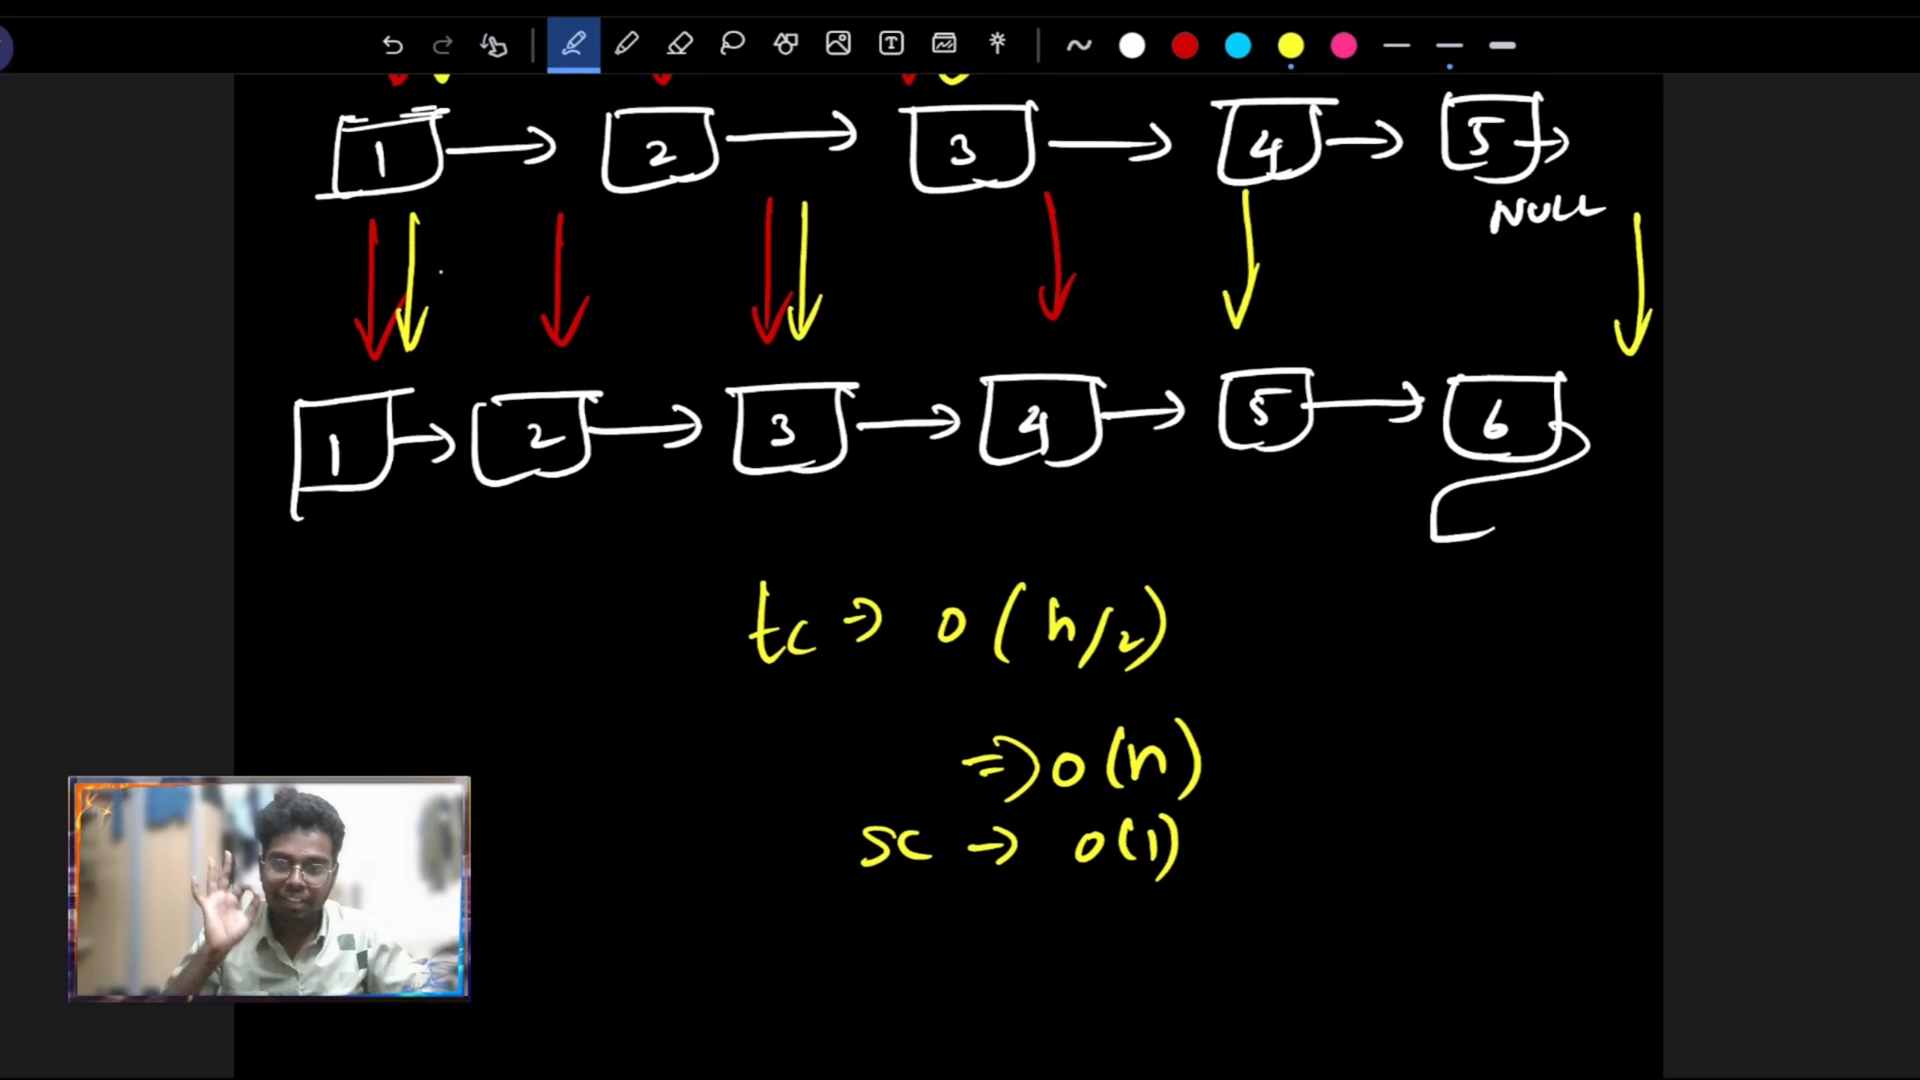 1 → 2 → 3 → 4 → 5 →
NULL
1 → 2 → 3 → 4 → 5 → 6
tc ⇒ O(n/2)
⇒ O(n)
SC → O(1)